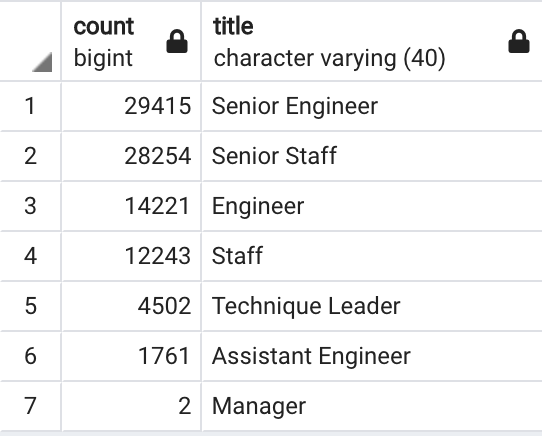 count title
bigint character varying (40)
1 29415 Senior Engineer
2 28254 Senior Staff
3 14221 Engineer
4 12243 Staff
5 4502 Technique Leader
6 1761 Assistant Engineer
7 2 Manager